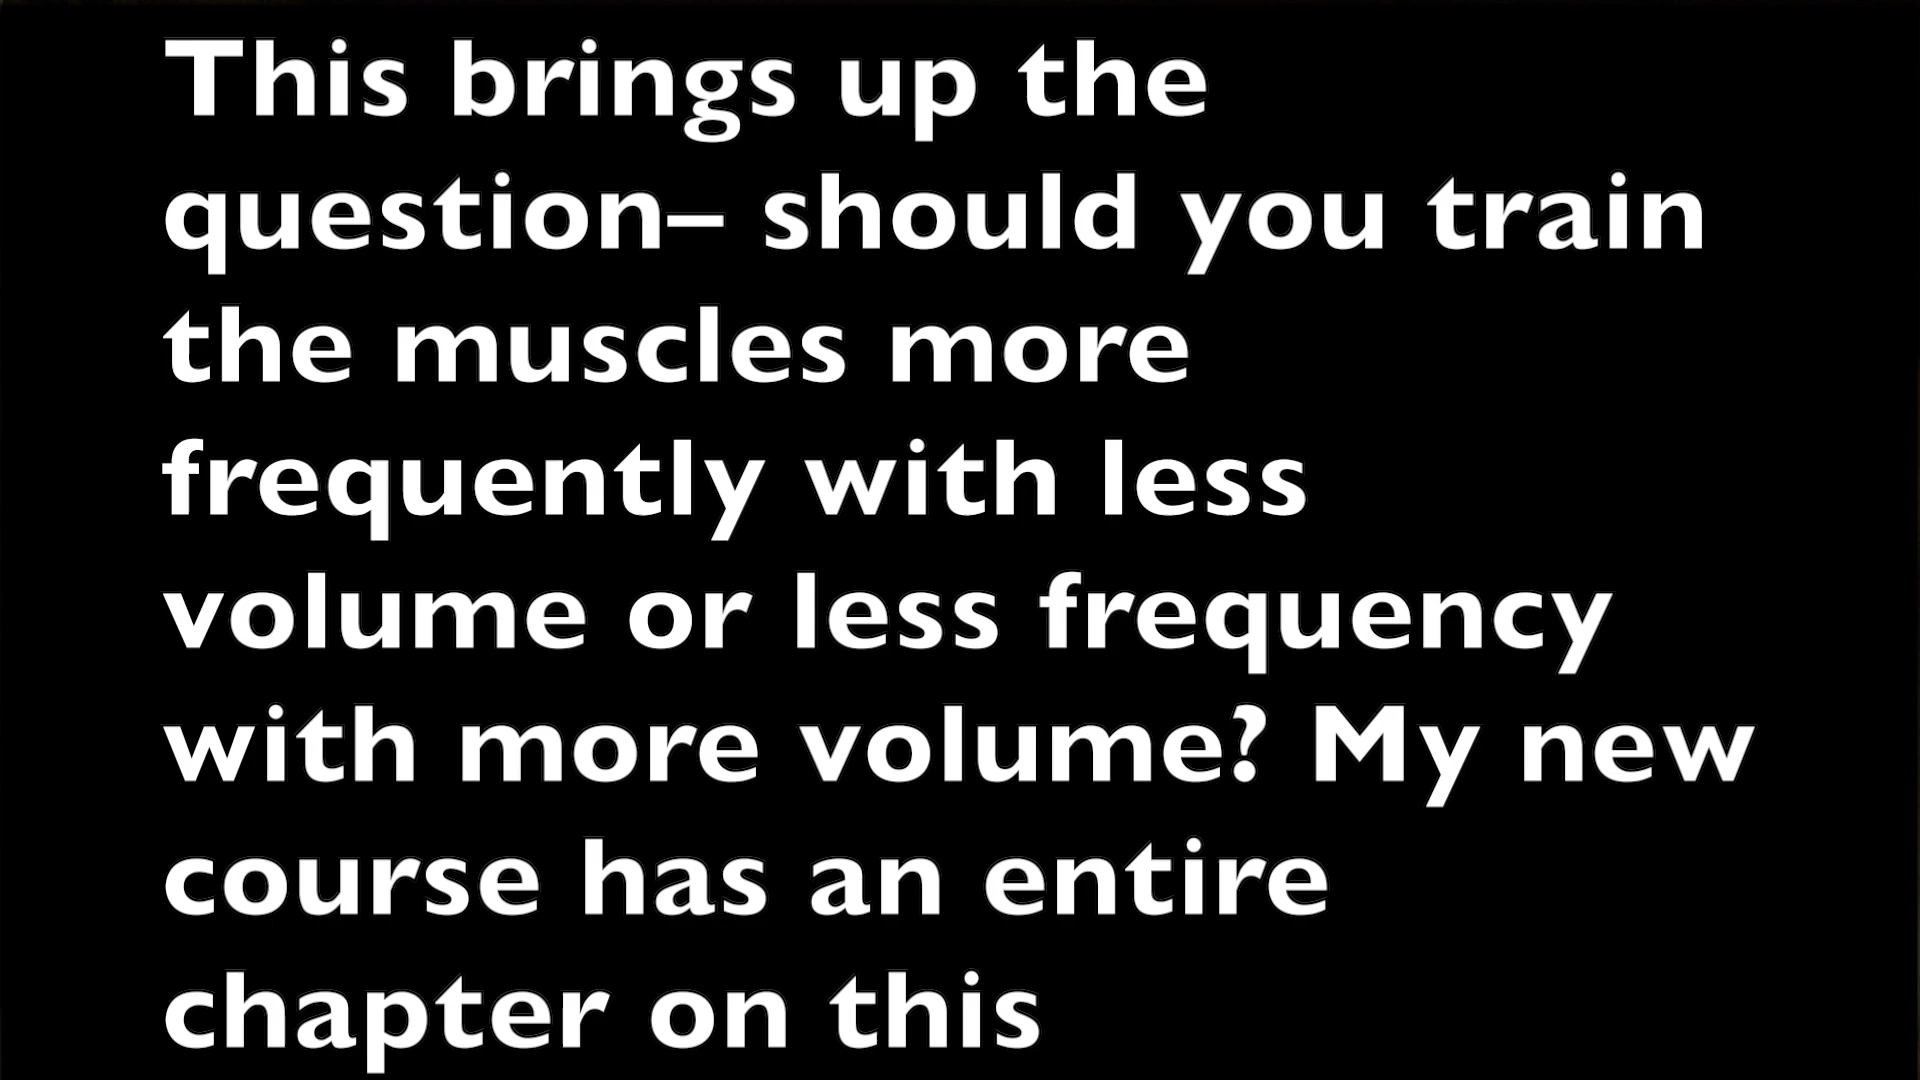 This brings up the
question– should you train
the muscles more
frequently with less
volume or less frequency
with more volume? My new
course has an entire
chapter on this